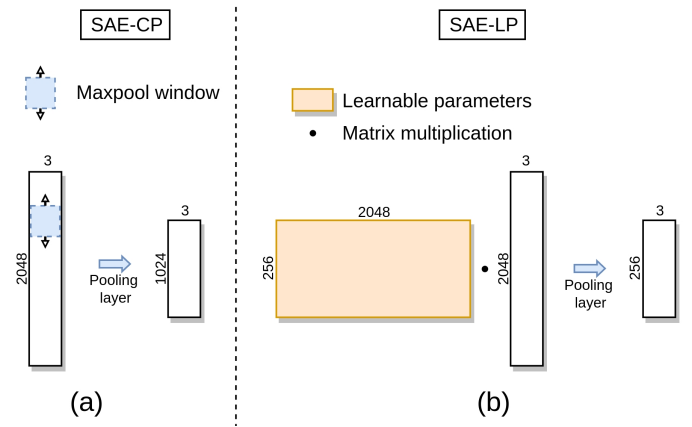 SAE-CP
Maxpool window
3
2048
Pooling
layer
3
1024
(a)
SAE-LP
Learnable parameters
Matrix multiplication
2048
256
3
2048
Pooling
layer
3
256
(b)